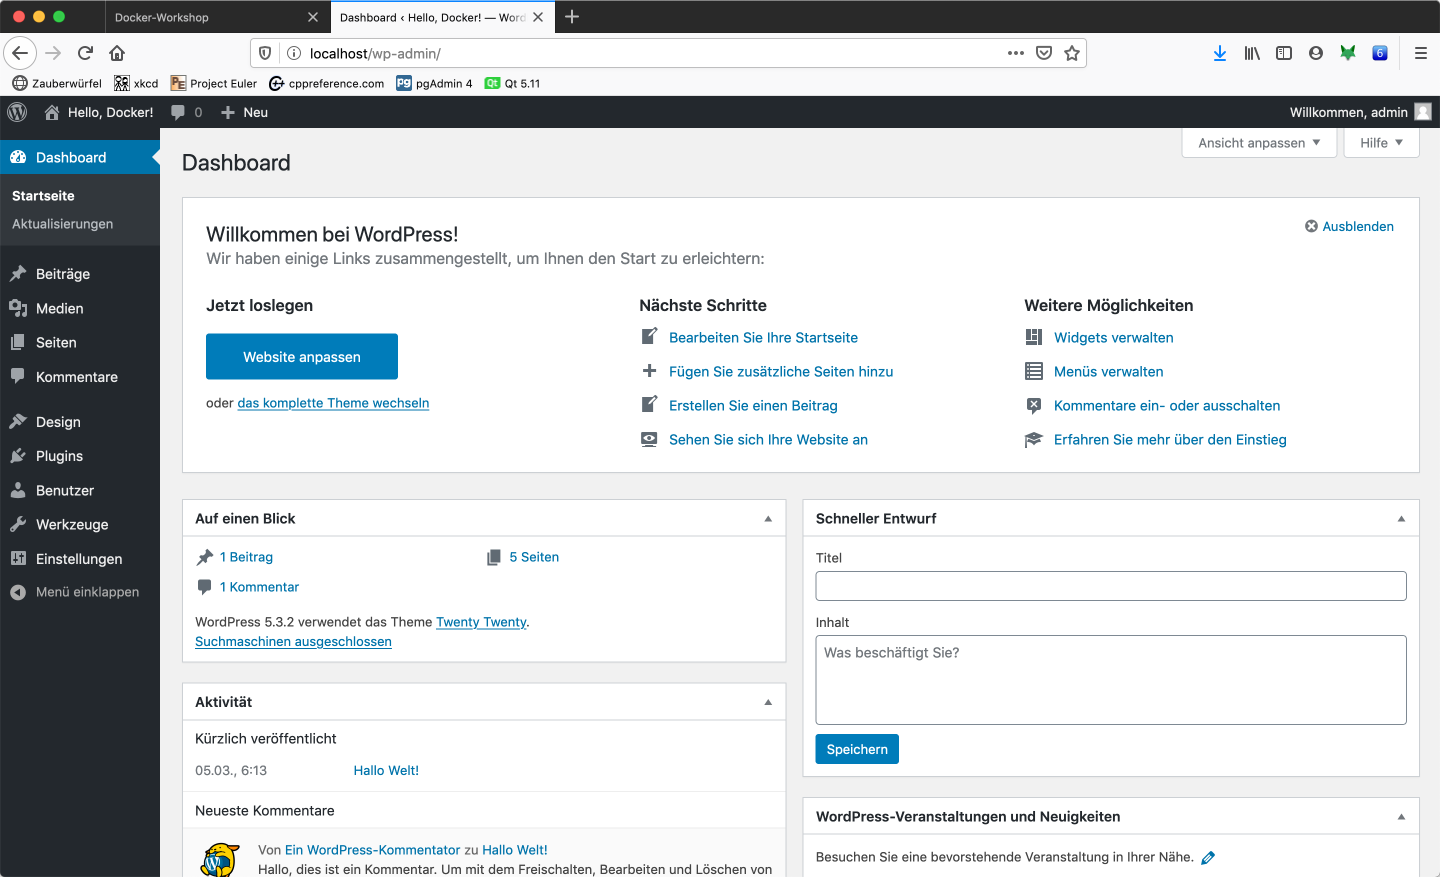 Docker-Workshop
Dashboard ‹ Hello, Docker! — Word
localhost/wp-admin/
6
Zauberwürfel
xkcd
PE Project Euler
cppreference.com
pg pgAdmin 4
Qt Qt 5.11
Hello, Docker!
0
Neu
Willkommen, admin
Dashboard
Startseite
Aktualisierungen
Beiträge
Medien
Seiten
Kommentare
Design
Plugins
Benutzer
Werkzeuge
Einstellungen
Menü einklappen
Ansicht anpassen
Hilfe
Dashboard
Willkommen bei WordPress!
Ausblenden
Wir haben einige Links zusammengestellt, um Ihnen den Start zu erleichtern:
Jetzt loslegen
Website anpassen
oder das komplette Theme wechseln
Nächste Schritte
Bearbeiten Sie Ihre Startseite
Fügen Sie zusätzliche Seiten hinzu
Erstellen Sie einen Beitrag
Sehen Sie sich Ihre Website an
Weitere Möglichkeiten
Widgets verwalten
Menüs verwalten
Kommentare ein- oder ausschalten
Erfahren Sie mehr über den Einstieg
Auf einen Blick
1 Beitrag
5 Seiten
1 Kommentar
WordPress 5.3.2 verwendet das Theme Twenty Twenty.
Suchmaschinen ausgeschlossen
Aktivität
Kürzlich veröffentlicht
05.03., 6:13
Hallo Welt!
Neueste Kommentare
Von Ein WordPress-Kommentator zu Hallo Welt!
Hallo, dies ist ein Kommentar. Um mit dem Freischalten, Bearbeiten und Löschen von
Schneller Entwurf
Titel
Inhalt
Was beschäftigt Sie?
Speichern
WordPress-Veranstaltungen und Neuigkeiten
Besuchen Sie eine bevorstehende Veranstaltung in Ihrer Nähe.